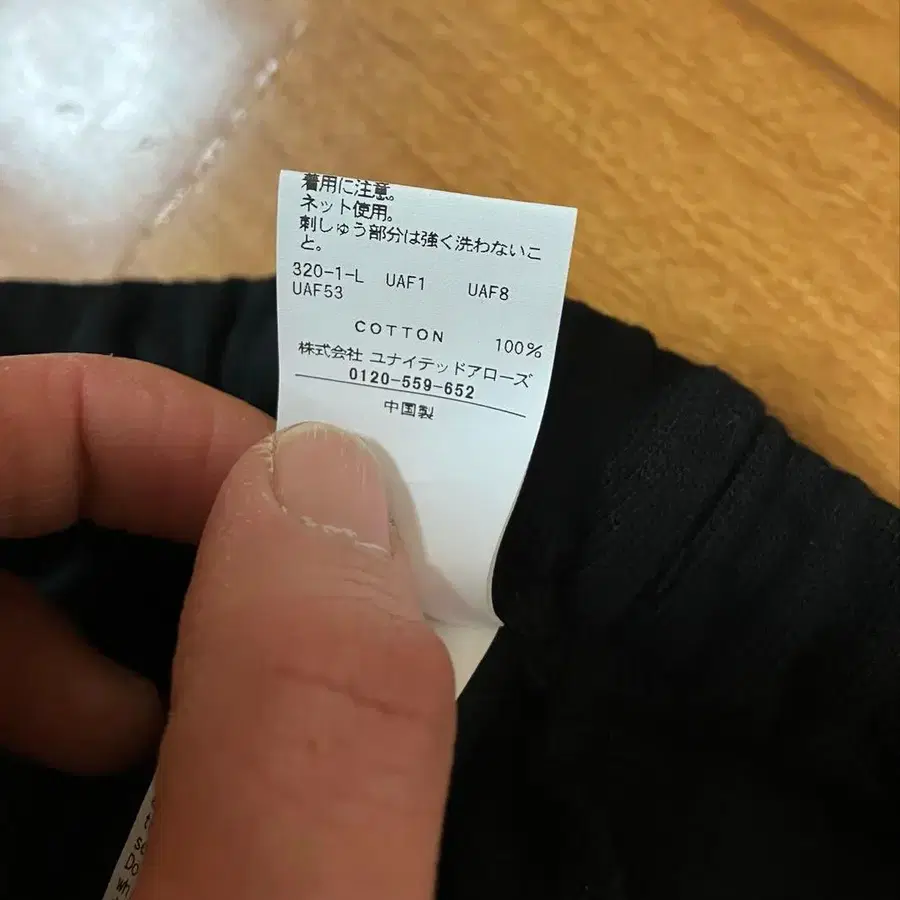 着用に注意。
ネット使用。
刺しゅう部分は強く洗わないこ
と。
320-1-L UAF1 UAF8
UAF53
COTTON 100%
株式会社 ユナイテッドアローズ
0120-559-652
中国製
Do
wh